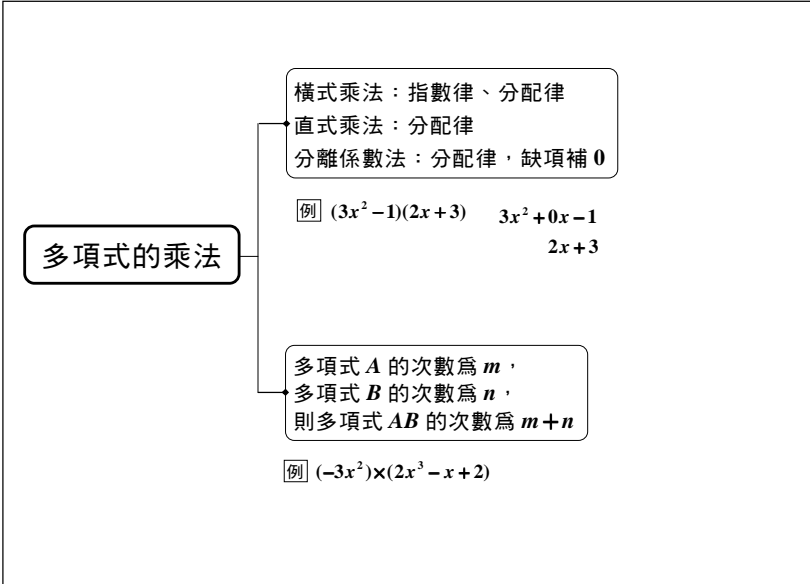 多項式的乘法
橫式乘法：指數律、分配律
直式乘法：分配律
分離係數法：分配律，缺項補 0
例 (3x²−1)(2x+3)
3x²+0x−1
2x+3
多項式 A 的次數為 m，
多項式 B 的次數為 n，
則多項式 AB 的次數為 m+n
例 (−3x²)×(2x³−x+2)